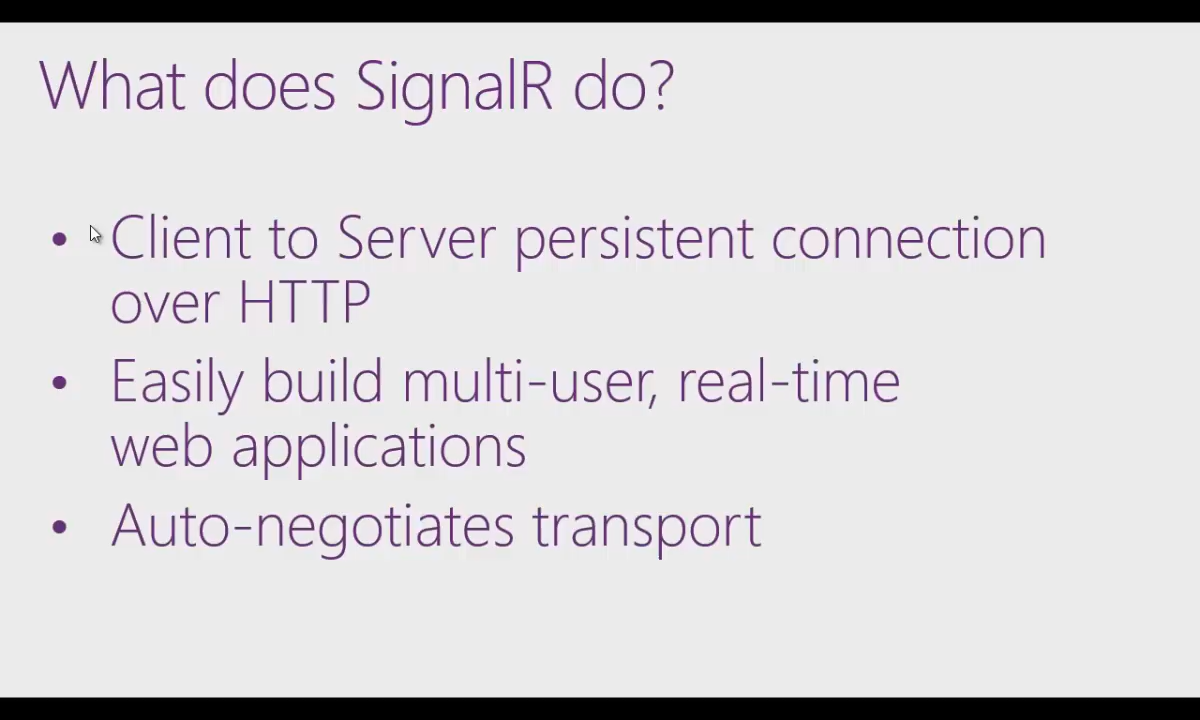 What does SignalR do?
• Client to Server persistent connection
over HTTP
• Easily build multi-user, real-time
web applications
• Auto-negotiates transport